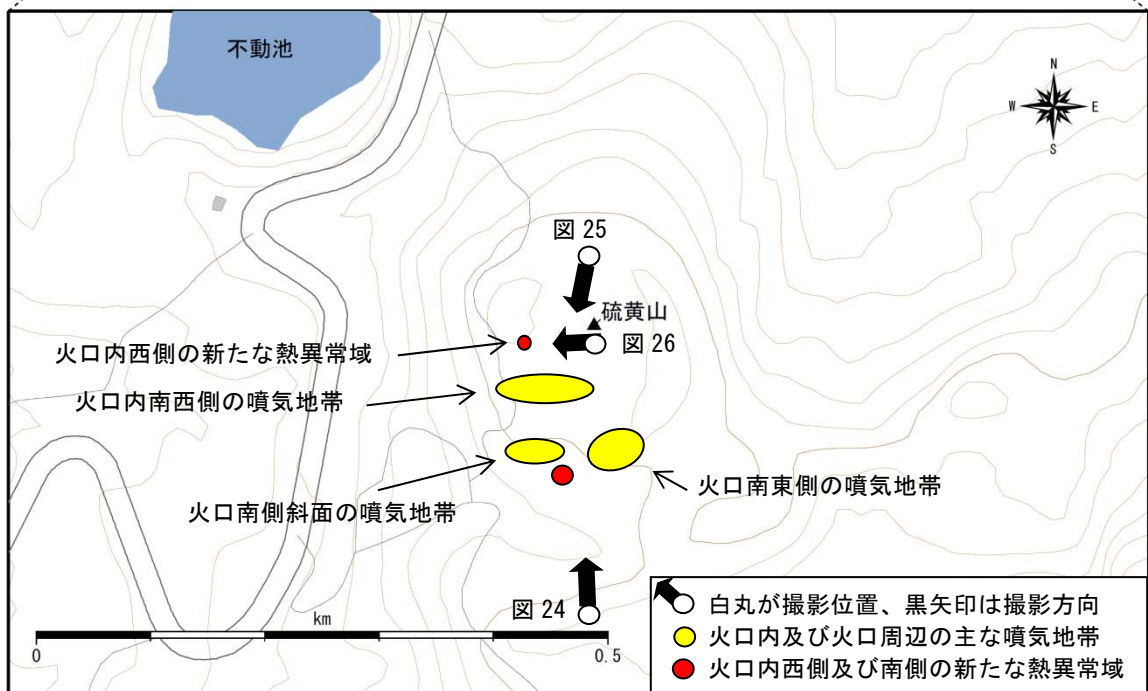 不動池
N
W E
S
図 25
硫黄山
図 26
火口内西側の新たな熱異常域
火口内南西側の噴気地帯
火口南東側の噴気地帯
火口南側斜面の噴気地帯
図 24
km
0 0.5
白丸が撮影位置、黒矢印は撮影方向
火口内及び火口周辺の主な噴気地帯
火口内西側及び南側の新たな熱異常域